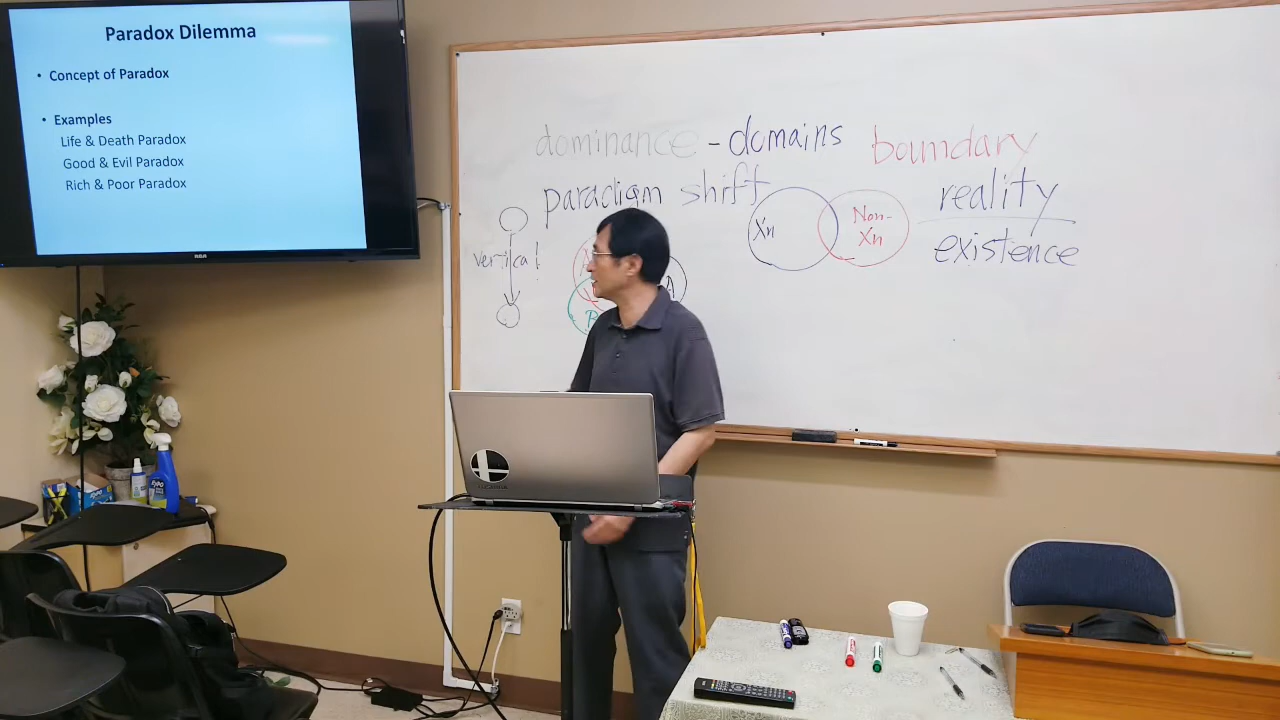 Paradox Dilemma
• Concept of Paradox
• Examples
Life & Death Paradox
Good & Evil Paradox
Rich & Poor Paradox
RCA
dominance - domains boundary
paradigm shift
reality
existence
Xn
Non-
Xn
vertical
A
B